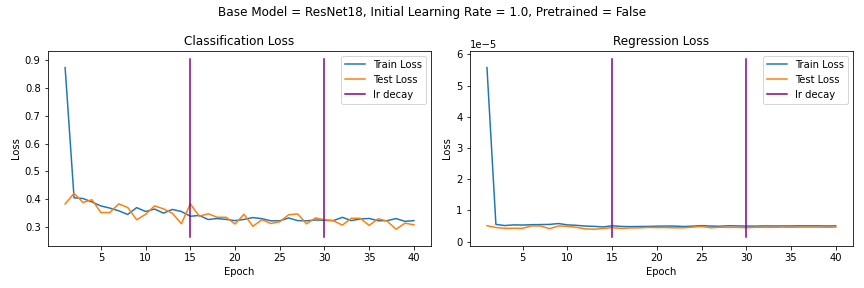 Base Model = ResNet18, Initial Learning Rate = 1.0, Pretrained = False
Classification Loss
Loss
0.9
0.8
0.7
0.6
0.5
0.4
0.3
5 10 15 20 25 30 35 40
Epoch
Train Loss
Test Loss
lr decay
Regression Loss
1e-5
Loss
6
5
4
3
2
1
0
5 10 15 20 25 30 35 40
Epoch
Train Loss
Test Loss
lr decay